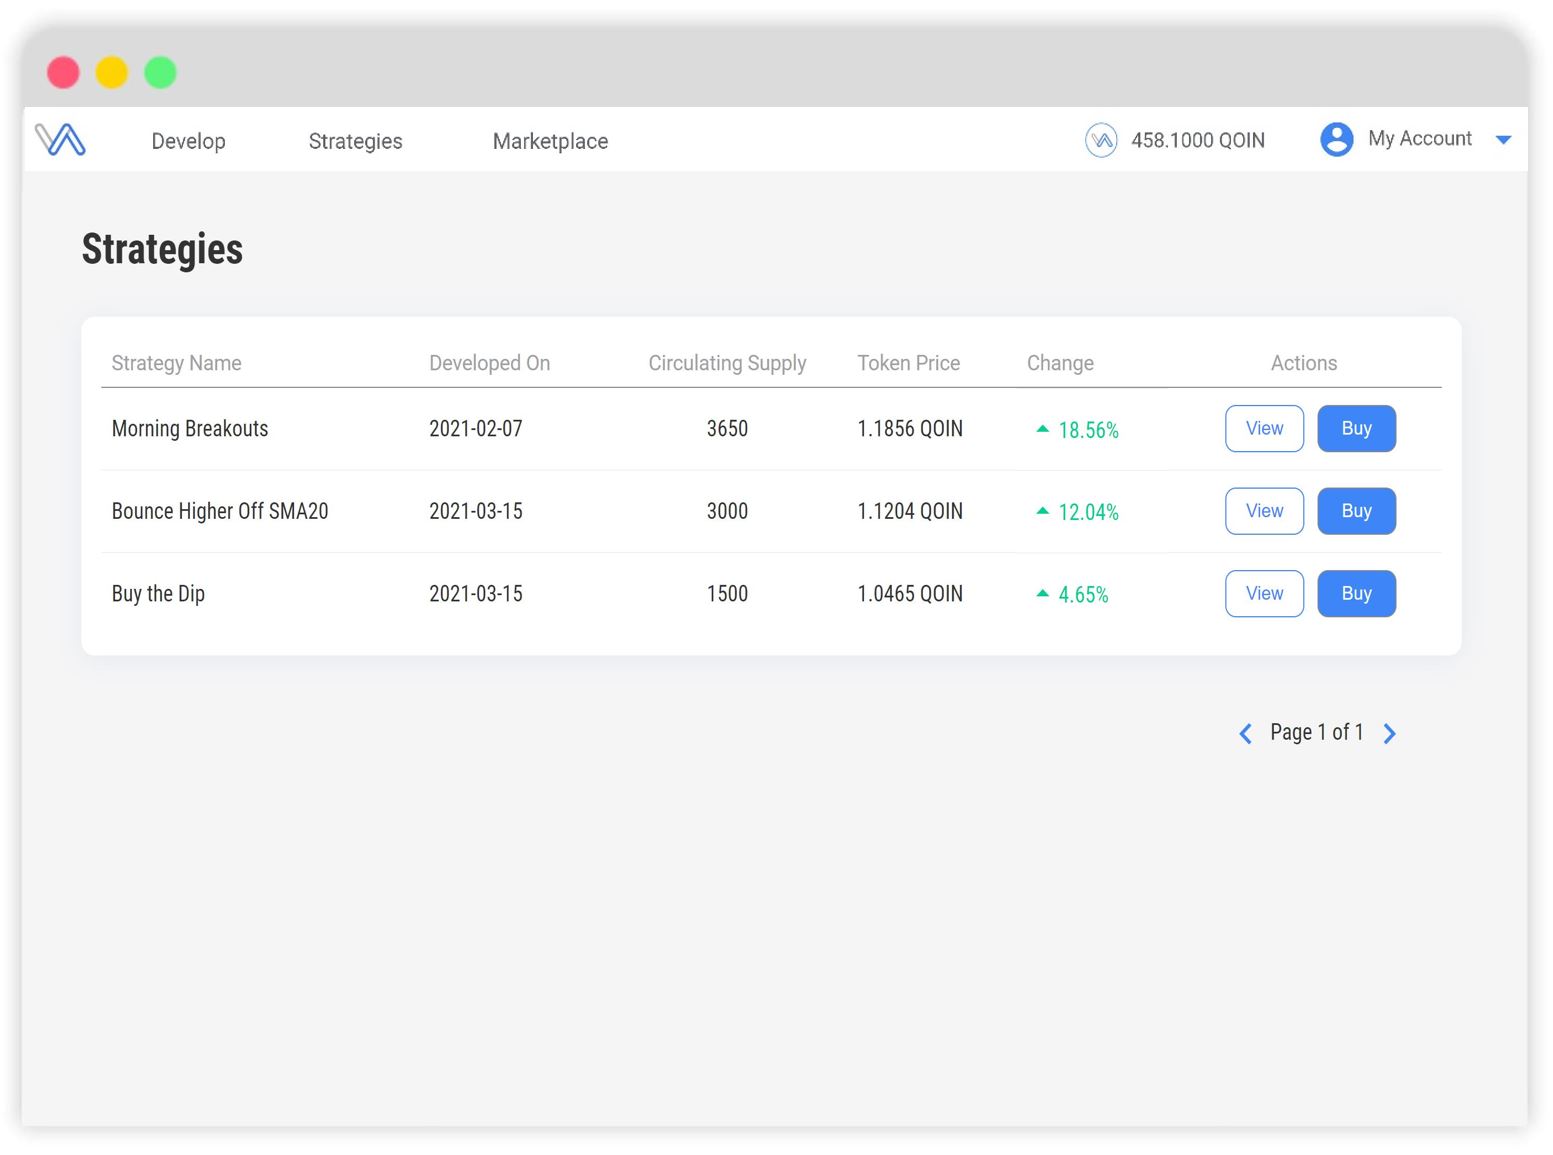 Develop Strategies Marketplace 458.1000 QOIN My Account
Strategies
Strategy Name Developed On Circulating Supply Token Price Change Actions
Morning Breakouts 2021-02-07 3650 1.1856 QOIN 18.56% View Buy
Bounce Higher Off SMA20 2021-03-15 3000 1.1204 QOIN 12.04% View Buy
Buy the Dip 2021-03-15 1500 1.0465 QOIN 4.65% View Buy
Page 1 of 1